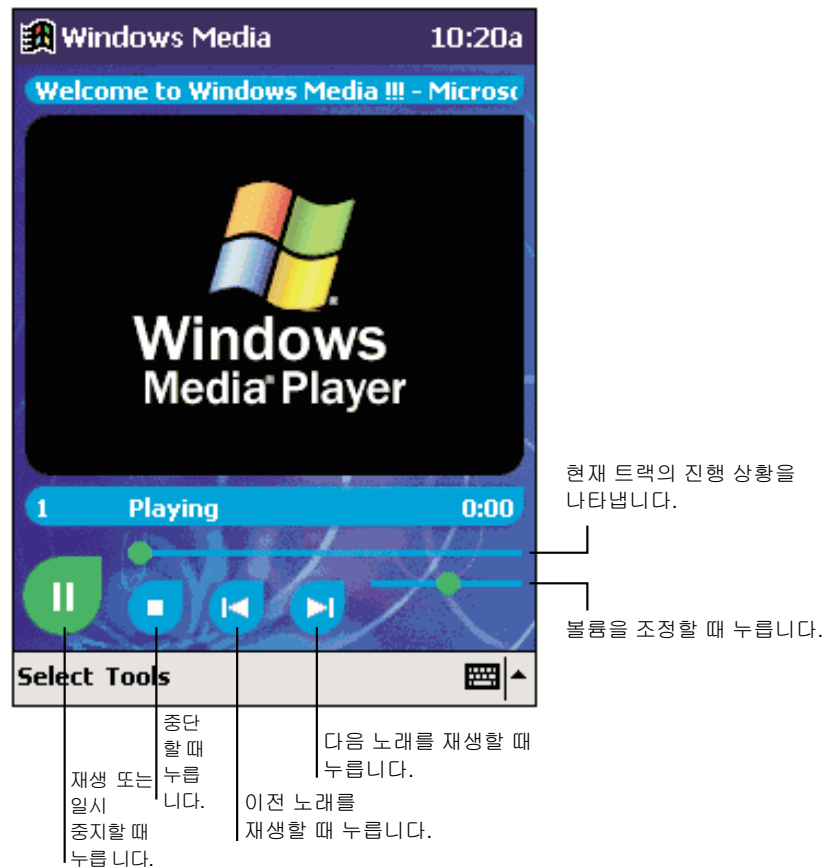 Windows Media 10:20a
Welcome to Windows Media !!! - Microsc
Windows
Media Player
현재 트랙의 진행 상황을
나타냅니다.
1 Playing 0:00
볼륨을 조정할 때 누릅니다.
Select Tools
재생 또는
일시
중지할 때
누릅 니다.
중단
할 때
누릅
니다.
이전 노래를
재생할 때 누릅니다.
다음 노래를 재생할 때
누릅니다.